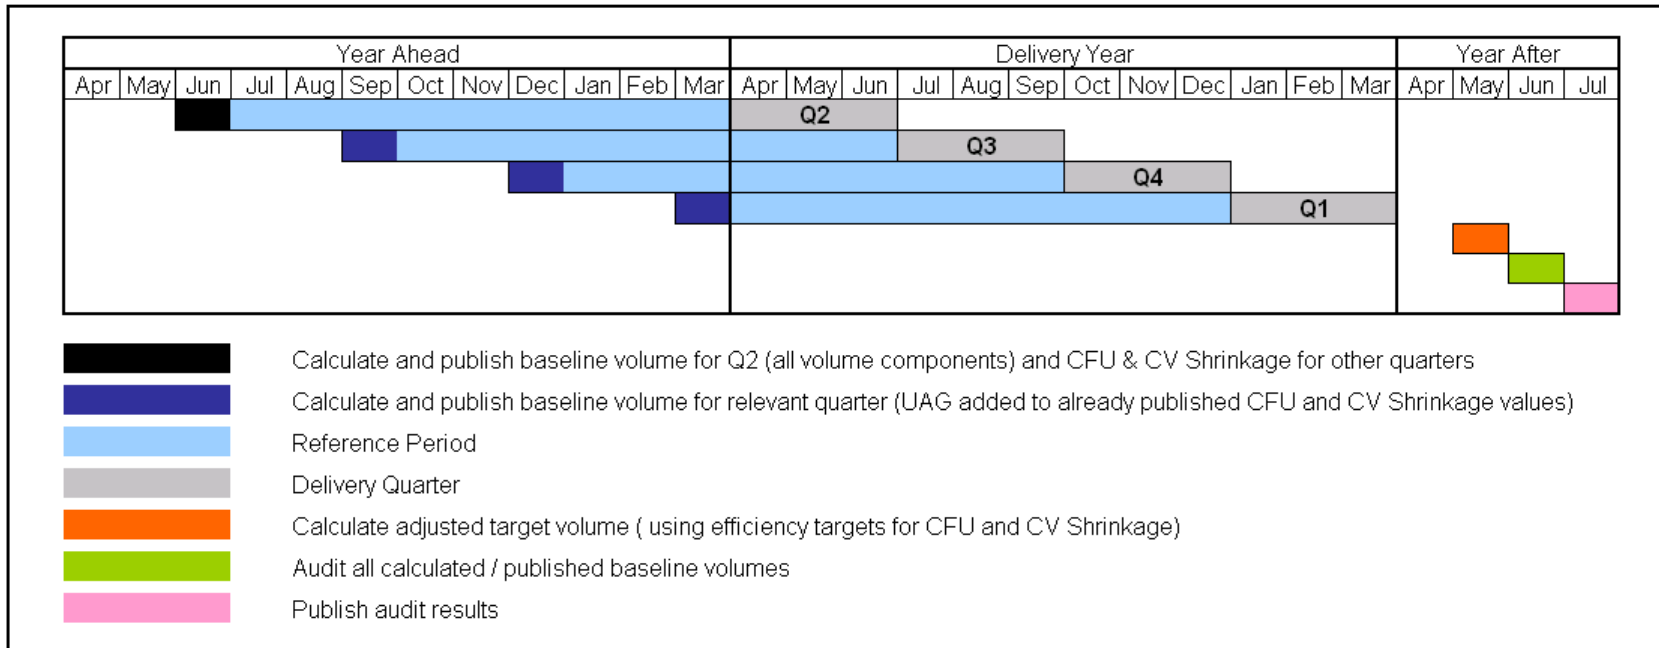 Year Ahead Delivery Year Year After
Apr May Jun Jul Aug Sep Oct Nov Dec Jan Feb Mar Apr May Jun Jul Aug Sep Oct Nov Dec Jan Feb Mar Apr May Jun Jul
Q2
Q3
Q4
Q1
Calculate and publish baseline volume for Q2 (all volume components) and CFU & CV Shrinkage for other quarters
Calculate and publish baseline volume for relevant quarter (UAG added to already published CFU and CV Shrinkage values)
Reference Period
Delivery Quarter
Calculate adjusted target volume ( using efficiency targets for CFU and CV Shrinkage)
Audit all calculated / published baseline volumes
Publish audit results